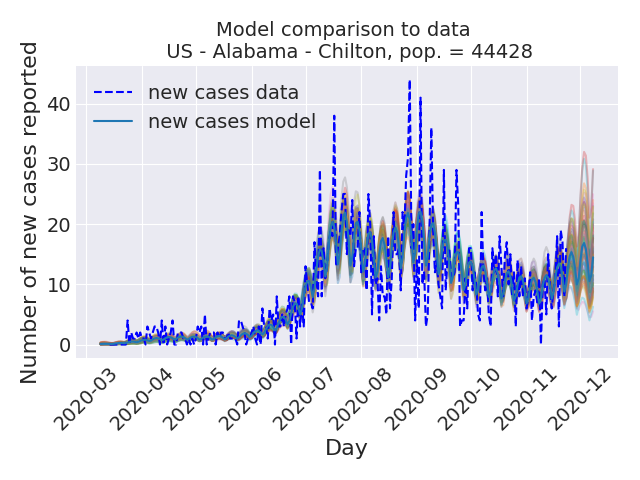 Model comparison to data
US - Alabama - Chilton, pop. = 44428
Number of new cases reported
40
30
20
10
0
new cases data
new cases model
2020-03
2020-04
2020-05
2020-06
2020-07
2020-08
2020-09
2020-10
2020-11
2020-12
Day